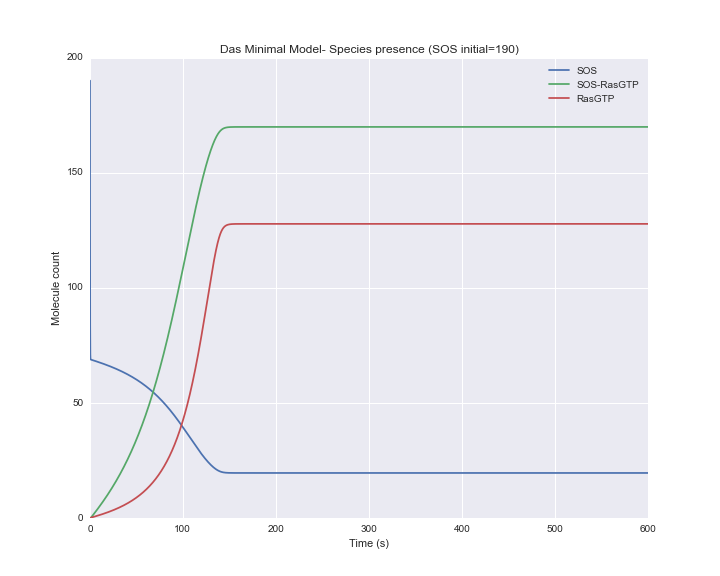 Das Minimal Model- Species presence (SOS initial=190)
200
150
100
50
0
Molecule count
SOS
SOS-RasGTP
RasGTP
0 100 200 300 400 500 600
Time (s)